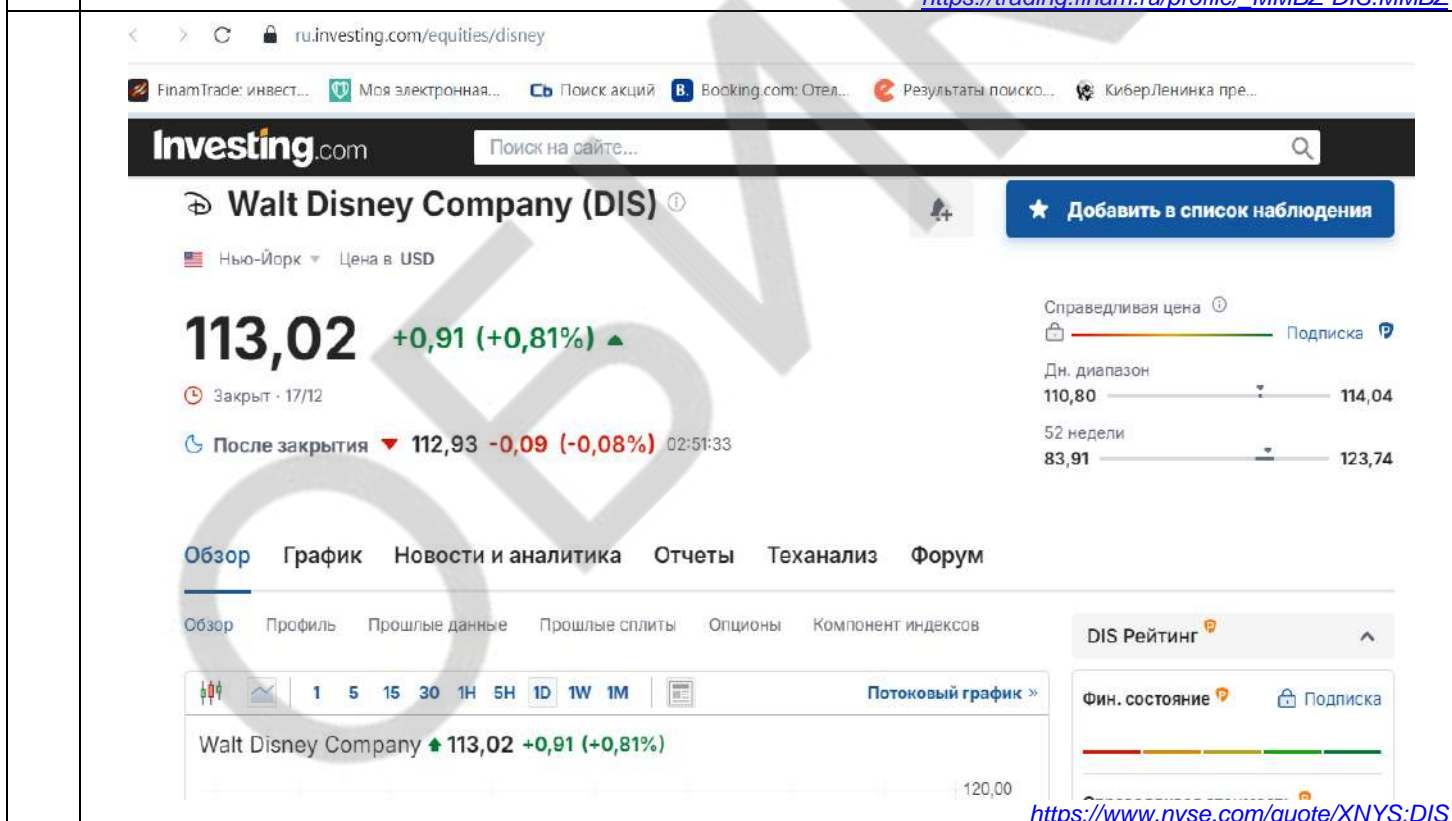 https://trading.finam.ru/profile/_MMBZ-DIS.MMBZ
ru.investing.com/equities/disney
FinamTrade: инвест... Моя электронная... Сb Поиск акций B. Booking.com: Отел... Результаты поиско... КиберЛенинка пре...
Investing.com Поиск на сайте...
Walt Disney Company (DIS)
Добавить в список наблюдения
Нью-Йорк Цена в USD
Справедливая цена
113,02 +0,91 (+0,81%)
Подписка
Дн. диапазон
Закрыт · 17/12
110,80 114,04
52 недели
После закрытия 112,93 -0,09 (-0,08%) 02:51:33
83,91 123,74
Обзор График Новости и аналитика Отчеты Теханализ Форум
Обзор Профиль Прошлые данные Прошлые сплиты Опционы Компонент индексов
DIS Рейтинг
1 5 15 30 1H 5H 1D 1W 1M Потоковый график »
Фин. состояние Подписка
Walt Disney Company 113,02 +0,91 (+0,81%)
120,00
https://www.nyse.com/quote/XNYS:DIS